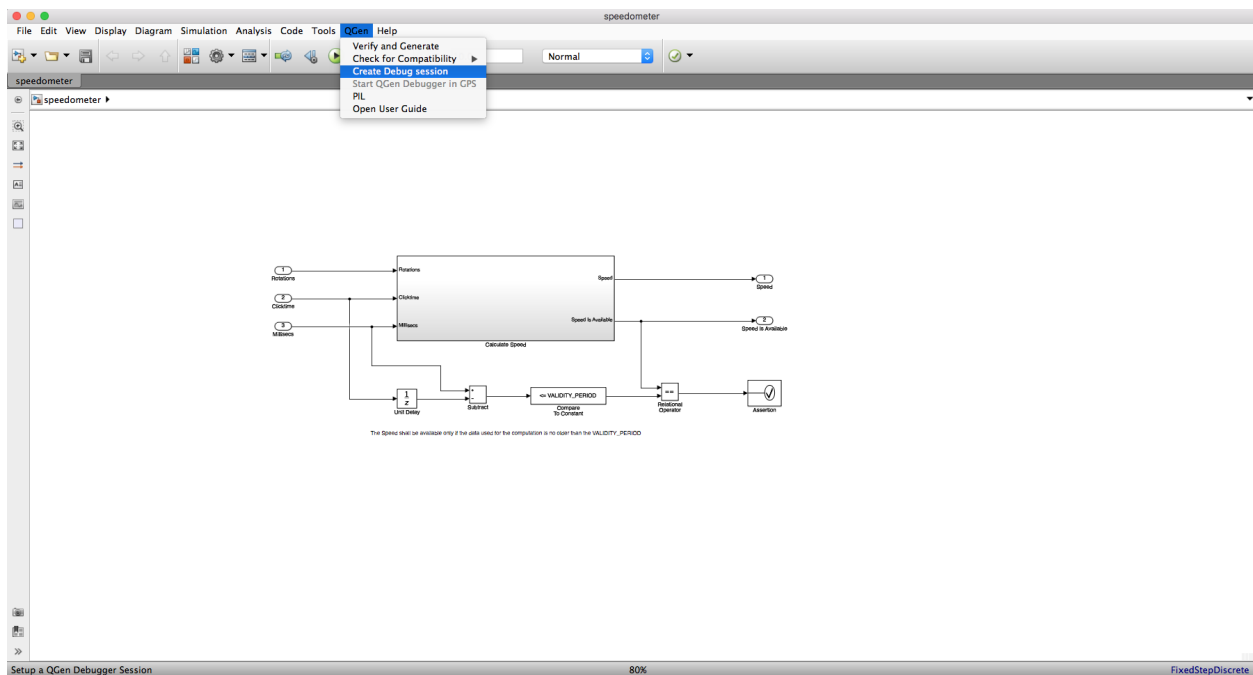 speedometer
File Edit View Display Diagram Simulation Analysis Code Tools QGen Help
Verify and Generate
Check for Compatibility
Create Debug session
Start QGen Debugger in GPS
PIL
Open User Guide
Normal
speedometer
speedometer
1
Rotations
2
Clicktime
3
Millisecs
Rotations
Clicktime
Millisecs
Speed
Speed Is Available
Calculate Speed
1
Speed
2
Speed Is Available
1
z
Unit Delay
+
-
Subtract
<= VALIDITY_PERIOD
Compare
To Constant
==
Relational
Operator
Assertion
The Speed shall be available only if the data used for the computation is no older than the VALIDITY_PERIOD
Setup a QGen Debugger Session
80%
FixedStepDiscrete